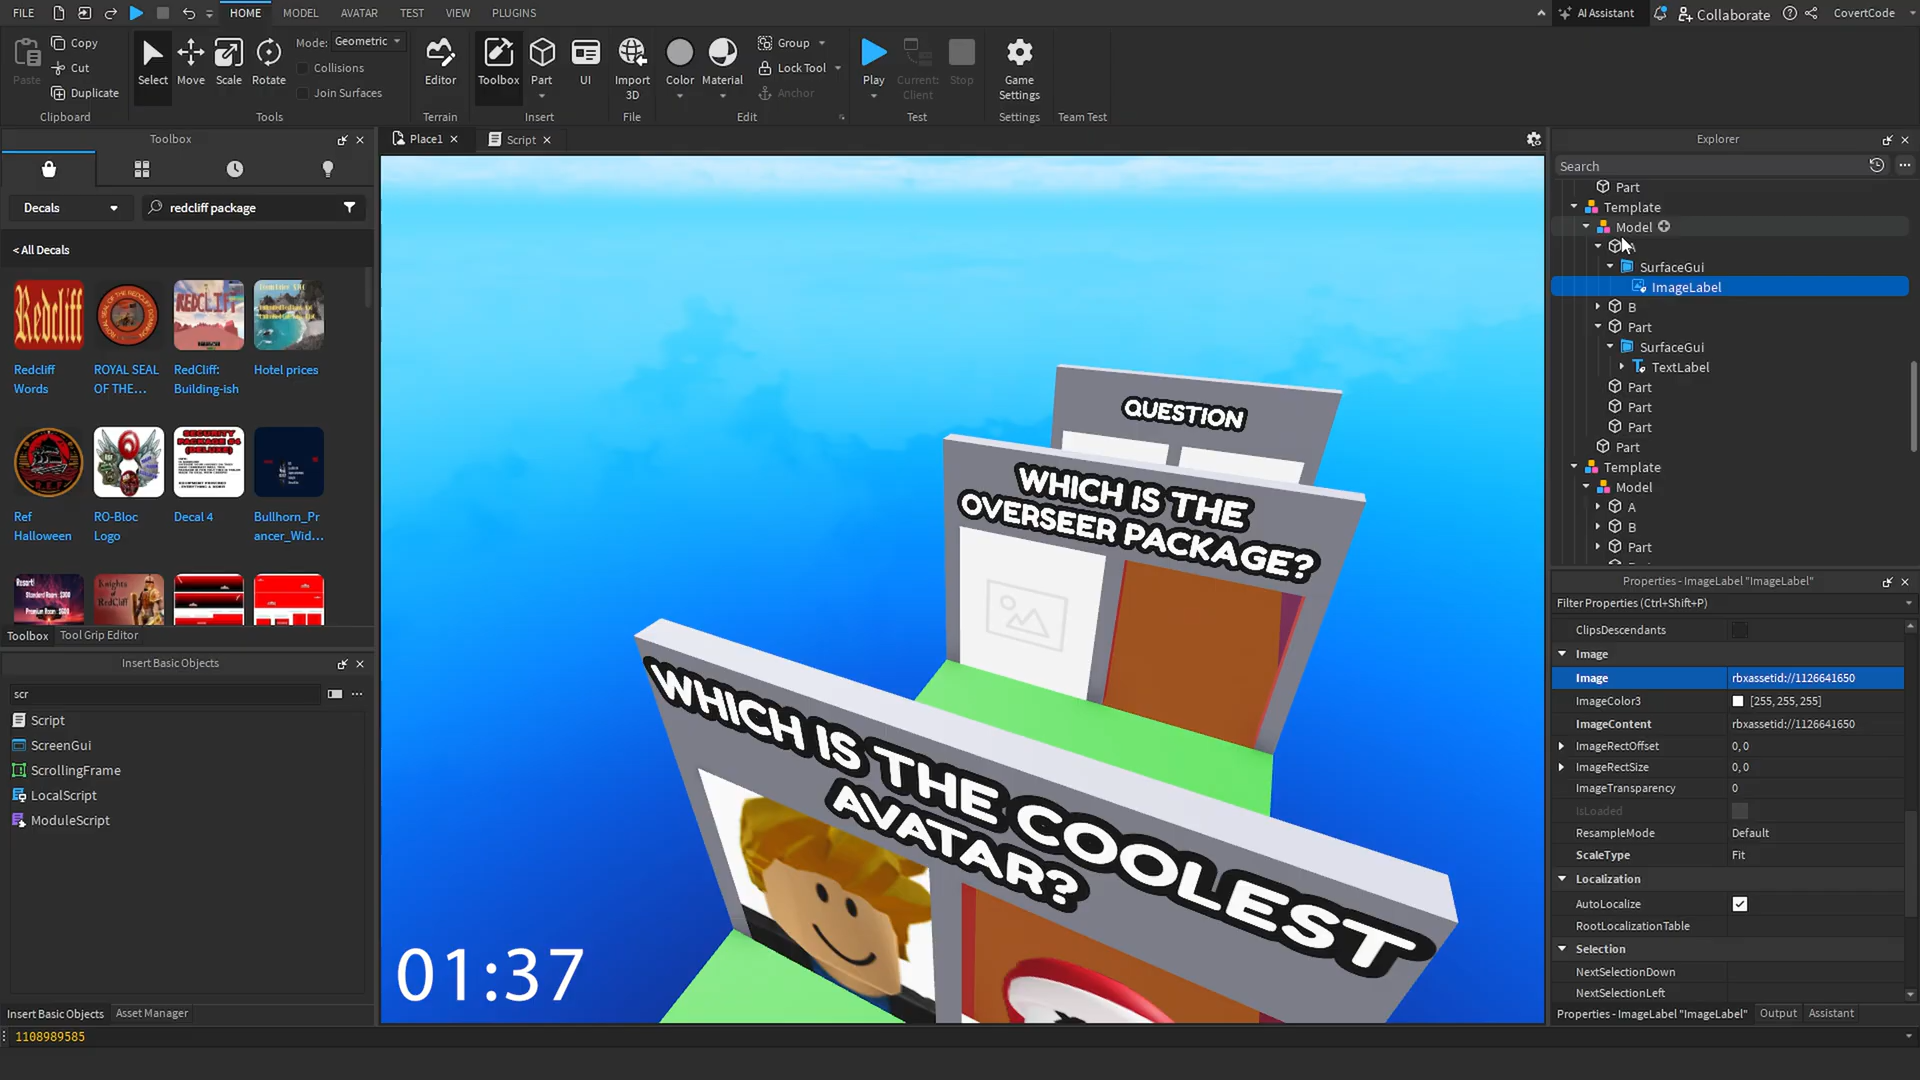 FILE
HOME
MODEL
AVATAR
TEST
VIEW
PLUGINS
AI Assistant
Collaborate
CovertCode
Paste
Copy
Cut
Duplicate
Clipboard
Select
Move
Scale
Rotate
Mode: Geometric
Collisions
Join Surfaces
Tools
Editor
Terrain
Toolbox
Part
UI
Insert
Import
3D
File
Color
Material
Group
Lock Tool
Anchor
Edit
Play
Current:
Client
Stop
Test
Game
Settings
Settings
Team Test
Toolbox
Decals
redcliff package
< All Decals
Redcliff
Words
ROYAL SEAL
OF THE...
RedCliff:
Building-ish
Hotel prices
Ref
Halloween
RO-Bloc
Logo
Decal 4
Bullhorn_Pr
ancer_Wid...
Toolbox
Tool Grip Editor
Insert Basic Objects
scr
Script
ScreenGui
ScrollingFrame
LocalScript
ModuleScript
Insert Basic Objects
Asset Manager
1108989585
Place1
Script
QUESTION
WHICH IS THE
OVERSEER PACKAGE?
WHICH IS THE COOLEST
AVATAR?
01:37
Explorer
Search
Part
Template
Model
SurfaceGui
ImageLabel
B
Part
SurfaceGui
TextLabel
Part
Part
Part
Part
Template
Model
A
B
Part
Properties - ImageLabel "ImageLabel"
Filter Properties (Ctrl+Shift+P)
ClipsDescendants
Image
Image rbxassetid://1126641650
ImageColor3 [255, 255, 255]
ImageContent rbxassetid://1126641650
ImageRectOffset 0, 0
ImageRectSize 0, 0
ImageTransparency 0
IsLoaded
ResampleMode Default
ScaleType Fit
Localization
AutoLocalize
RootLocalizationTable
Selection
NextSelectionDown
NextSelectionLeft
Properties - ImageLabel "ImageLabel"
Output
Assistant